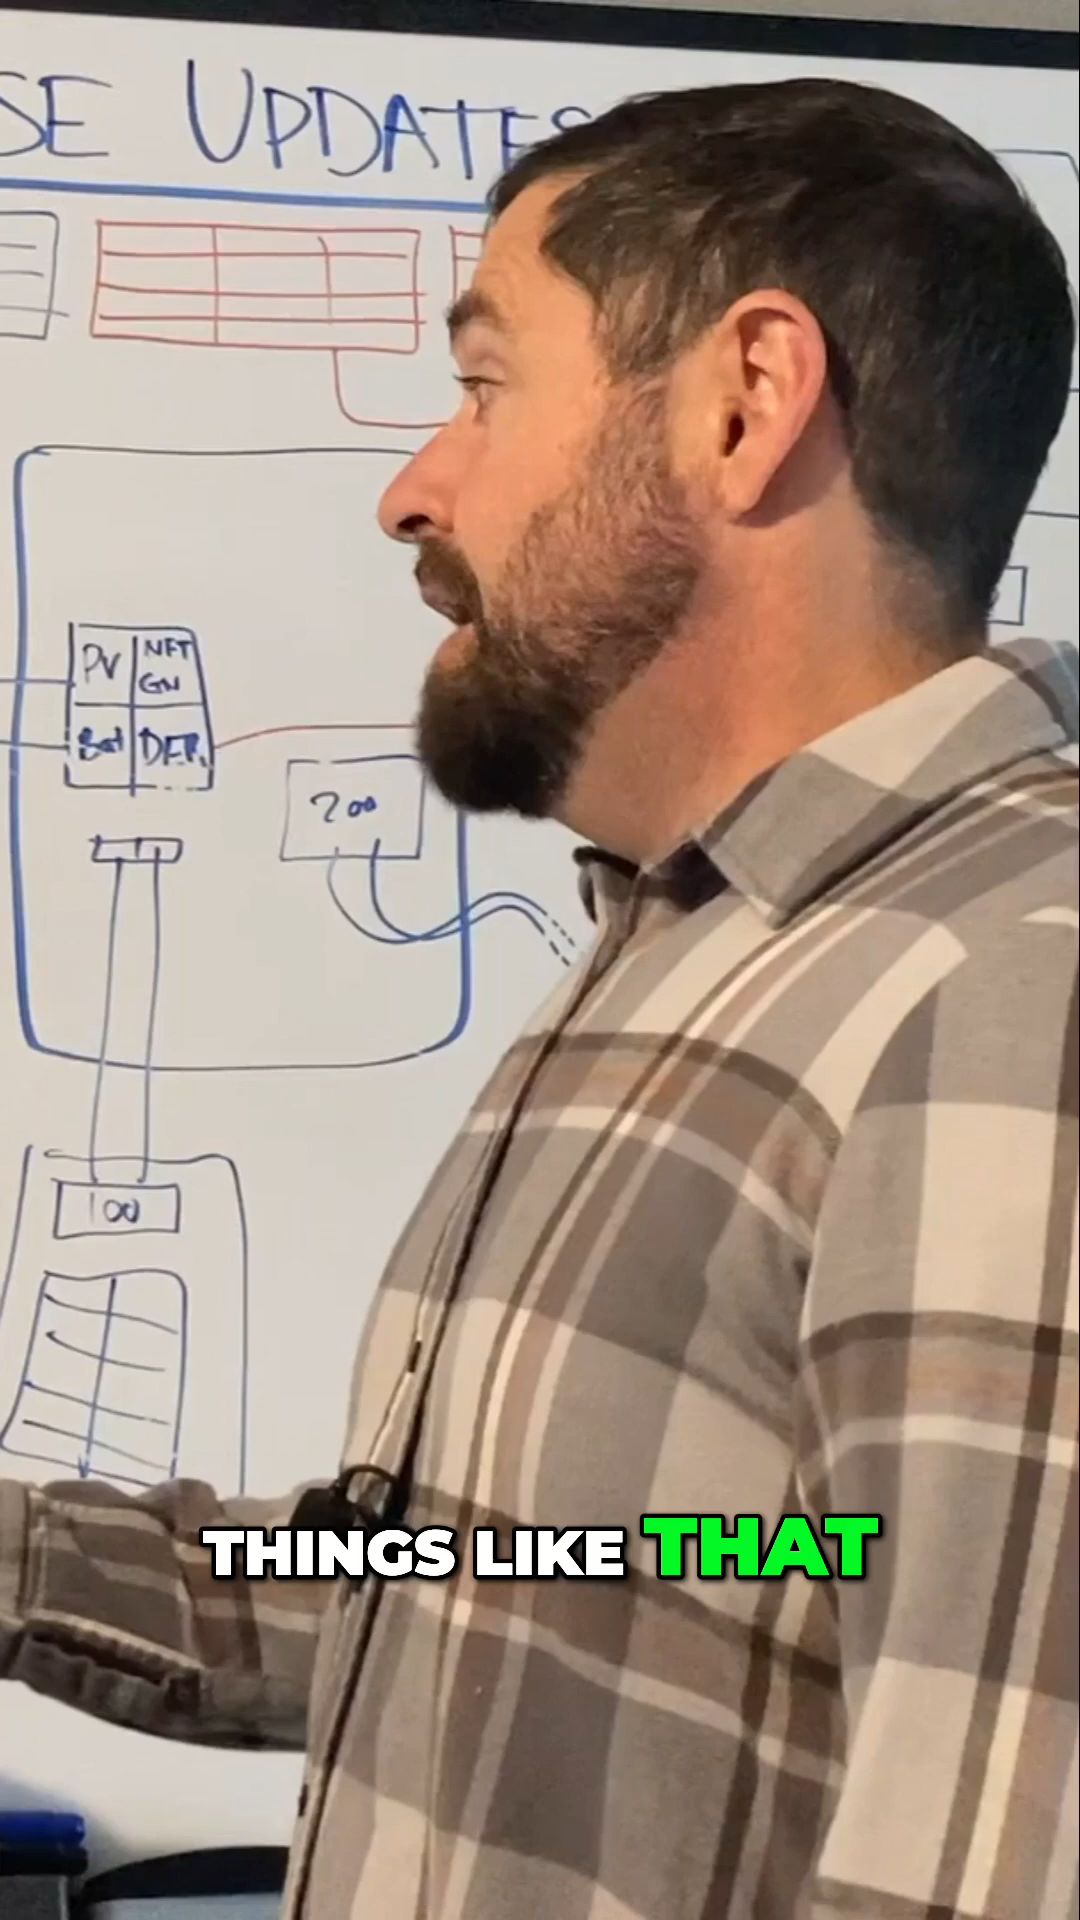 SE UPDATES
PV
NET
GN
Bat
DER.
200
100
THINGS LIKE THAT